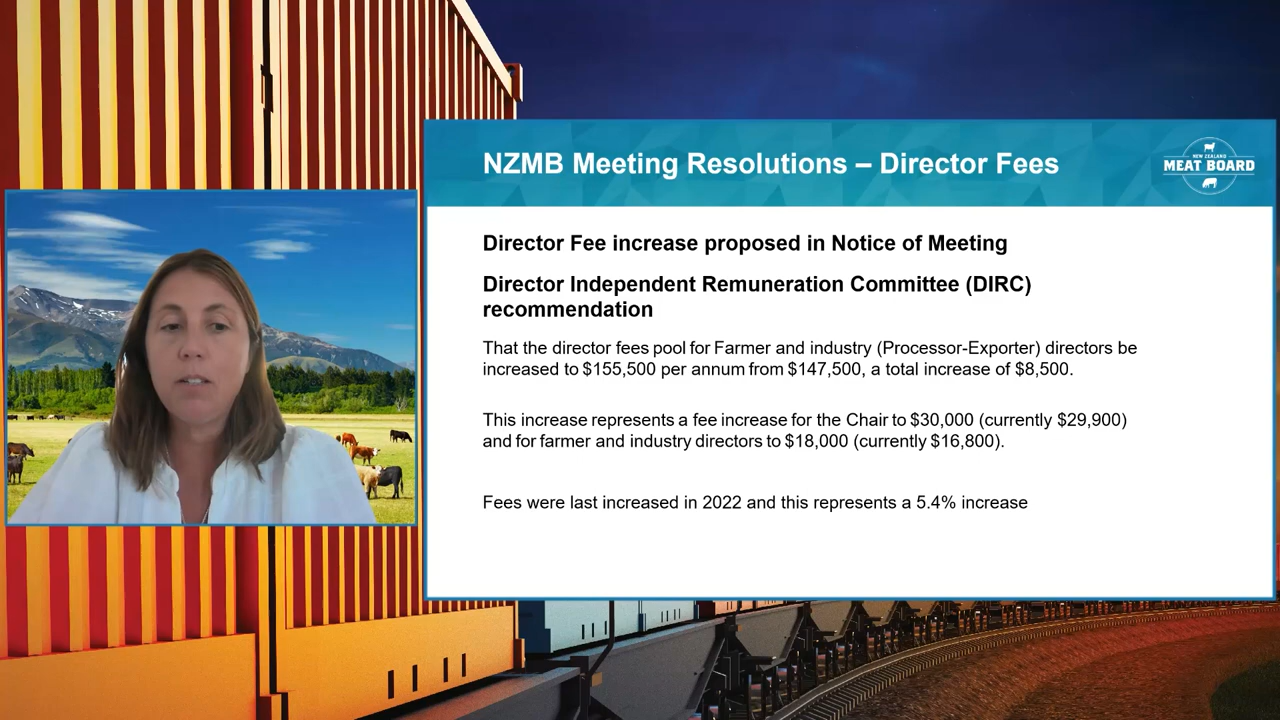 NZMB Meeting Resolutions – Director Fees
NEW ZEALAND
MEAT BOARD
Director Fee increase proposed in Notice of Meeting
Director Independent Remuneration Committee (DIRC)
recommendation
That the director fees pool for Farmer and industry (Processor-Exporter) directors be
increased to $155,500 per annum from $147,500, a total increase of $8,500.
This increase represents a fee increase for the Chair to $30,000 (currently $29,900)
and for farmer and industry directors to $18,000 (currently $16,800).
Fees were last increased in 2022 and this represents a 5.4% increase